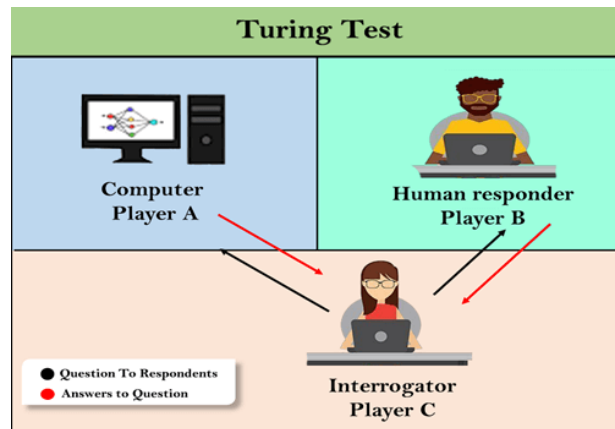 Turing Test
Computer
Player A
Human responder
Player B
Interrogator
Player C
Question To Respondents
Answers to Question